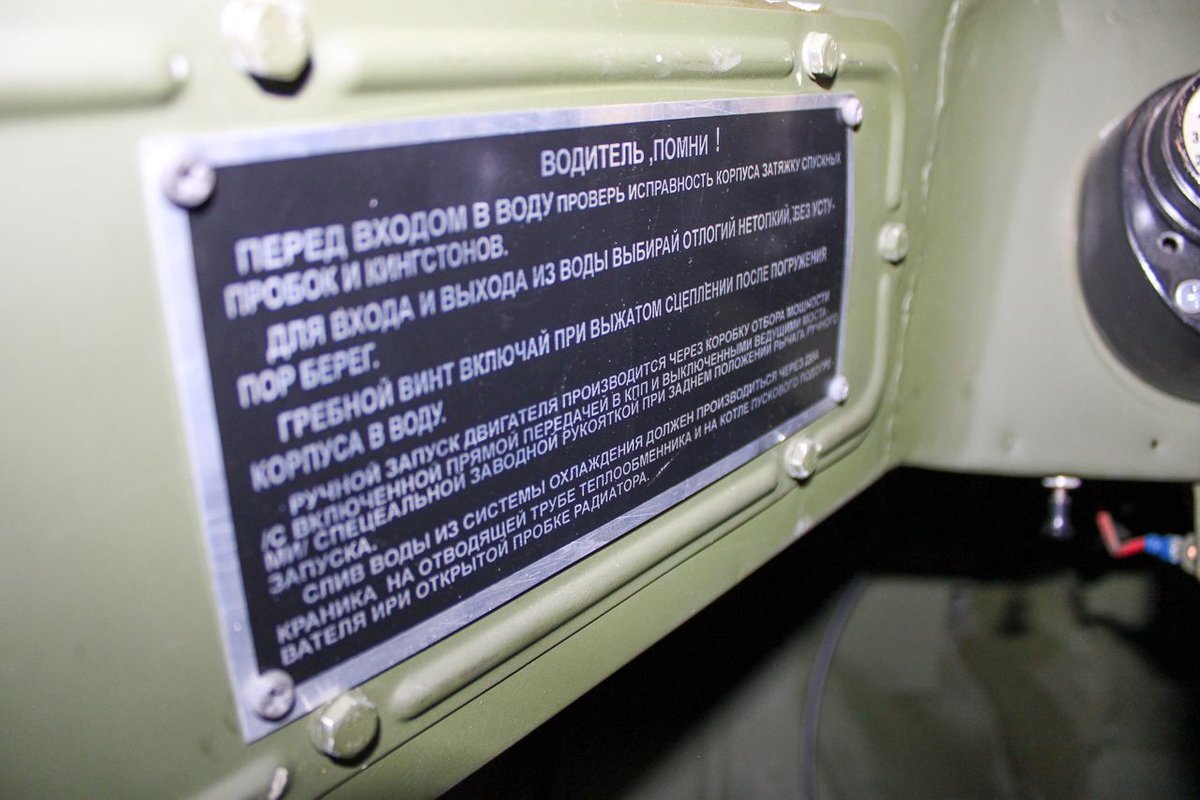 ВОДИТЕЛЬ ,ПОМНИ !
ПЕРЕД ВХОДОМ В ВОДУ ПРОВЕРЬ ИСПРАВНОСТЬ КОРПУСА ЗАТЯЖКУ СПУСКНЫХ
ПРОБОК И КИНГСТОНОВ.
ДЛЯ ВХОДА И ВЫХОДА ИЗ ВОДЫ ВЫБИРАЙ ОТЛОГИЙ НЕТОПКИЙ, БЕЗ УСТУ-
ПОР БЕРЕГ.
ГРЕБНОЙ ВИНТ ВКЛЮЧАЙ ПРИ ВЫЖАТОМ СЦЕПЛЕНИИ ПОСЛЕ ПОГРУЖЕНИЯ
КОРПУСА В ВОДУ.
РУЧНОЙ ЗАПУСК ДВИГАТЕЛЯ ПРОИЗВОДИТСЯ ЧЕРЕЗ КОРОБКУ ОТБОРА МОЩНОСТИ
/С ВКЛЮЧЕННОЙ ПРЯМОЙ ПЕРЕДАЧЕЙ В КПП И ВЫКЛЮЧЕННЫМИ ВЕДУЩИМИ МОСТА
МИ/ СПЕЦЕАЛЬНОЙ ЗАВОДНОЙ РУКОЯТКОЙ ПРИ ЗАДНЕМ ПОЛОЖЕНИИ РЫЧАГА РУЧНОГО
ЗАПУСКА.
СЛИВ ВОДЫ ИЗ СИСТЕМЫ ОХЛАЖДЕНИЯ ДОЛЖЕН ПРОИЗВОДИТЬСЯ ЧЕРЕЗ ДВА
КРАНИКА НА ОТВОДЯЩЕЙ ТРУБЕ ТЕПЛООБМЕННИКА И НА КОТЛЕ ПУСКОВОГО ПОДОГРЕ
ВАТЕЛЯ ИРИ ОТКРЫТОЙ ПРОБКЕ РАДИАТОРА.